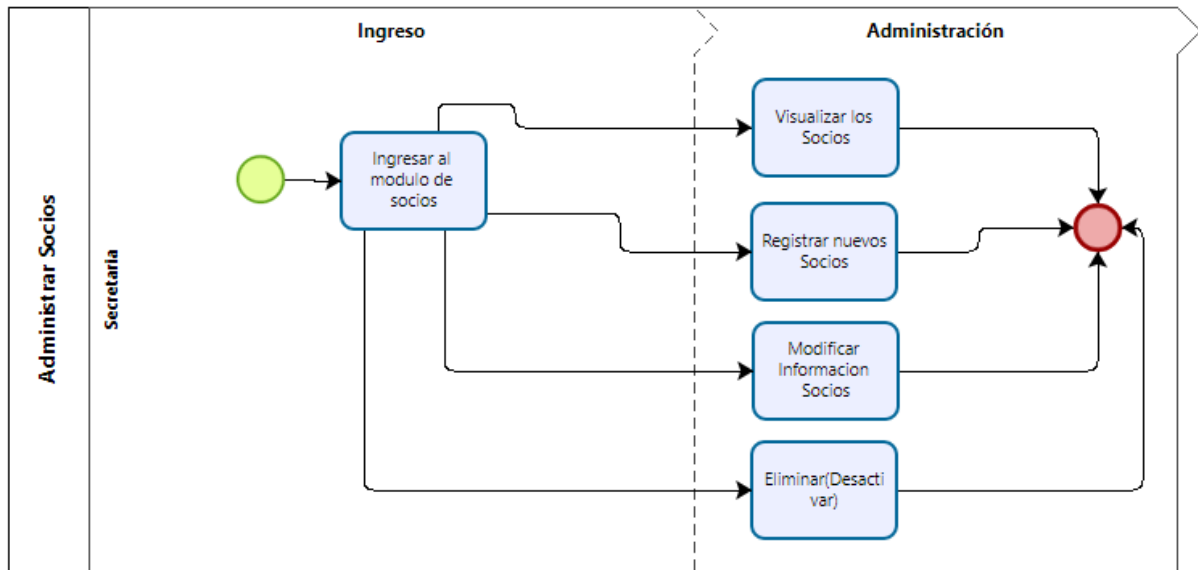 Administrar Socios
Secretaria
Ingreso
Administración
Ingresar al
modulo de
socios
Visualizar los
Socios
Registrar nuevos
Socios
Modificar
Informacion
Socios
Eliminar(Desacti
var)